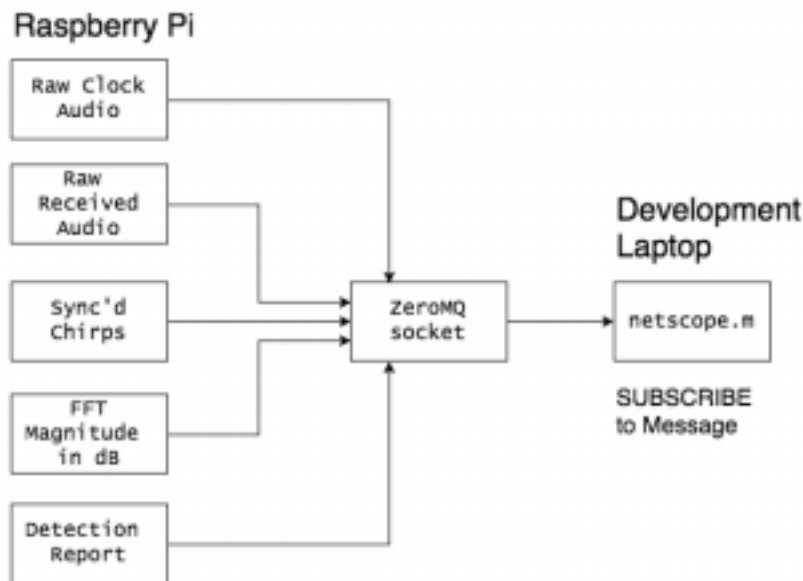 Raspberry Pi
Raw Clock
Audio
Raw
Received
Audio
Sync'd
Chirps
FFT
Magnitude
in dB
Detection
Report
ZeroMQ
socket
Development
Laptop
netscope.m
SUBSCRIBE
to Message